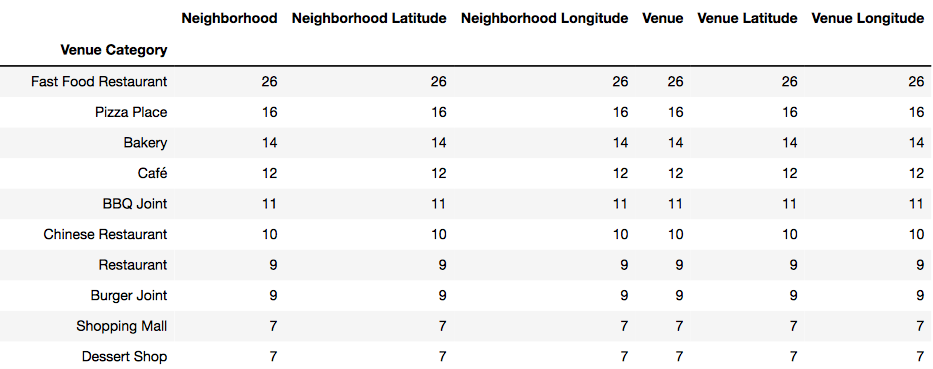 Neighborhood Neighborhood Latitude Neighborhood Longitude Venue Venue Latitude Venue Longitude
Venue Category
Fast Food Restaurant 26 26 26 26 26 26
Pizza Place 16 16 16 16 16 16
Bakery 14 14 14 14 14 14
Café 12 12 12 12 12 12
BBQ Joint 11 11 11 11 11 11
Chinese Restaurant 10 10 10 10 10 10
Restaurant 9 9 9 9 9 9
Burger Joint 9 9 9 9 9 9
Shopping Mall 7 7 7 7 7 7
Dessert Shop 7 7 7 7 7 7